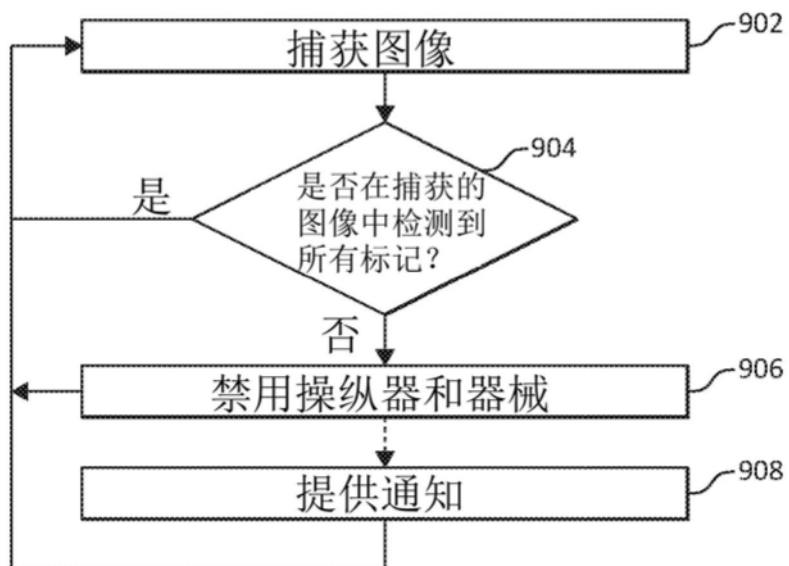 捕获图像
902
904
是否在捕获的
图像中检测到
所有标记？
是
否
禁用操纵器和器械
906
提供通知
908